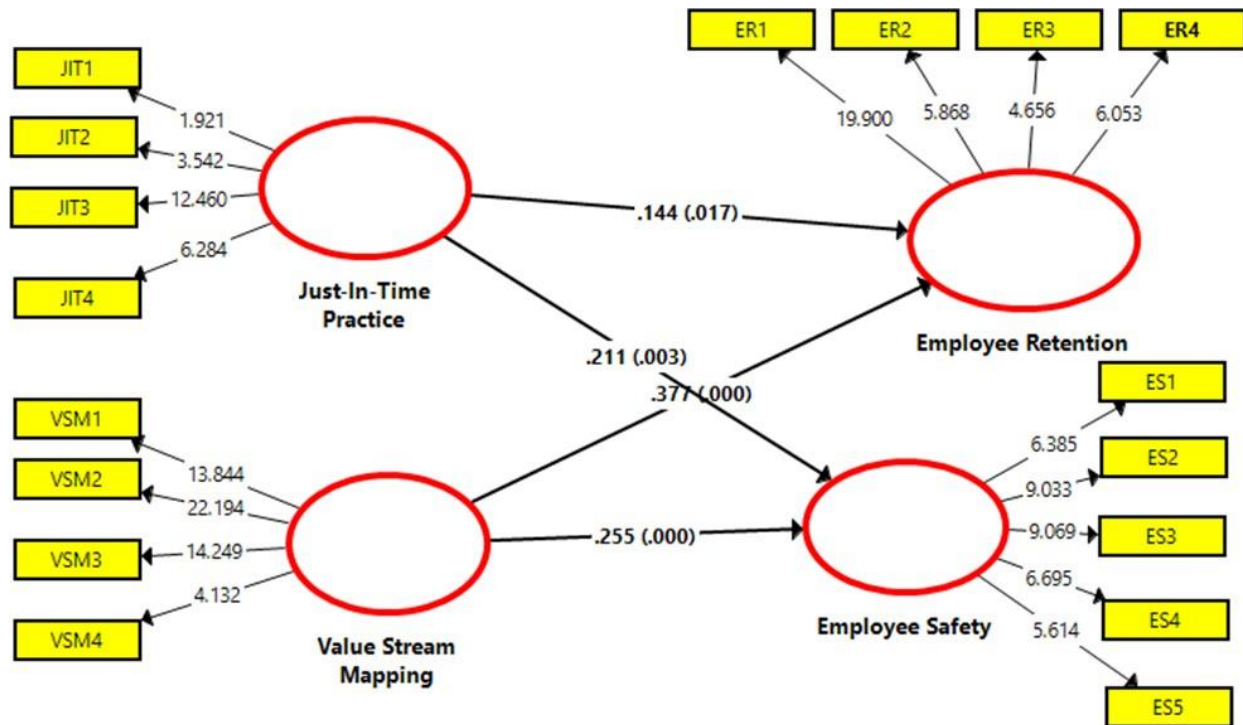 ER1
ER2
ER3
ER4
JIT1
JIT2
JIT3
JIT4
1.921
3.542
12.460
6.284
19.900
5.868
4.656
6.053
.144 (.017)
Just-In-Time
Practice
Employee Retention
.211 (.003)
.377 (.000)
VSM1
VSM2
VSM3
VSM4
13.844
22.194
14.249
4.132
.255 (.000)
Value Stream
Mapping
Employee Safety
ES1
ES2
ES3
ES4
ES5
6.385
9.033
9.069
6.695
5.614